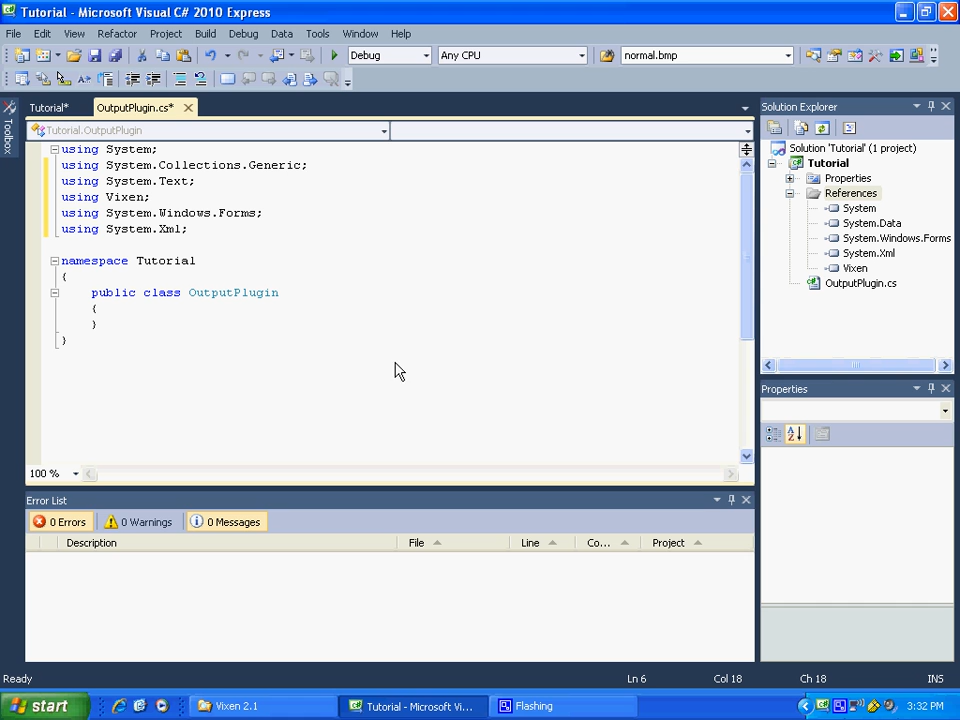 Tutorial - Microsoft Visual C# 2010 Express
File Edit View Refactor Project Build Debug Data Tools Window Help
Debug Any CPU normal.bmp
Toolbox
Tutorial* OutputPlugin.cs*
Tutorial.OutputPlugin
using System;
using System.Collections.Generic;
using System.Text;
using Vixen;
using System.Windows.Forms;
using System.Xml;
namespace Tutorial
{
public class OutputPlugin
{
}
}
100 %
Solution Explorer
Solution 'Tutorial' (1 project)
Tutorial
Properties
References
System
System.Data
System.Windows.Forms
System.Xml
Vixen
OutputPlugin.cs
Properties
Error List
0 Errors 0 Warnings 0 Messages
Description File Line Co... Project
Ready Ln 6 Col 18 Ch 18 INS
start Vixen 2.1 Tutorial - Microsoft Vi... Flashing 3:32 PM